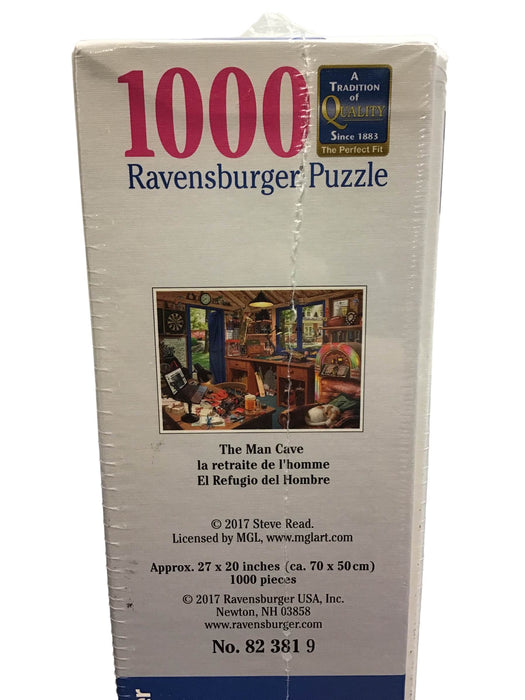 1000
A
TRADITION
of
QUALITY
Since 1883
The Perfect Fit
Ravensburger Puzzle
The Man Cave
la retraite de l'homme
El Refugio del Hombre
© 2017 Steve Read.
Licensed by MGL, www.mglart.com
Approx. 27 x 20 inches (ca. 70 x 50 cm)
1000 pieces
© 2017 Ravensburger USA, Inc.
Newton, NH 03858
www.ravensburger.com
No. 82 381 9